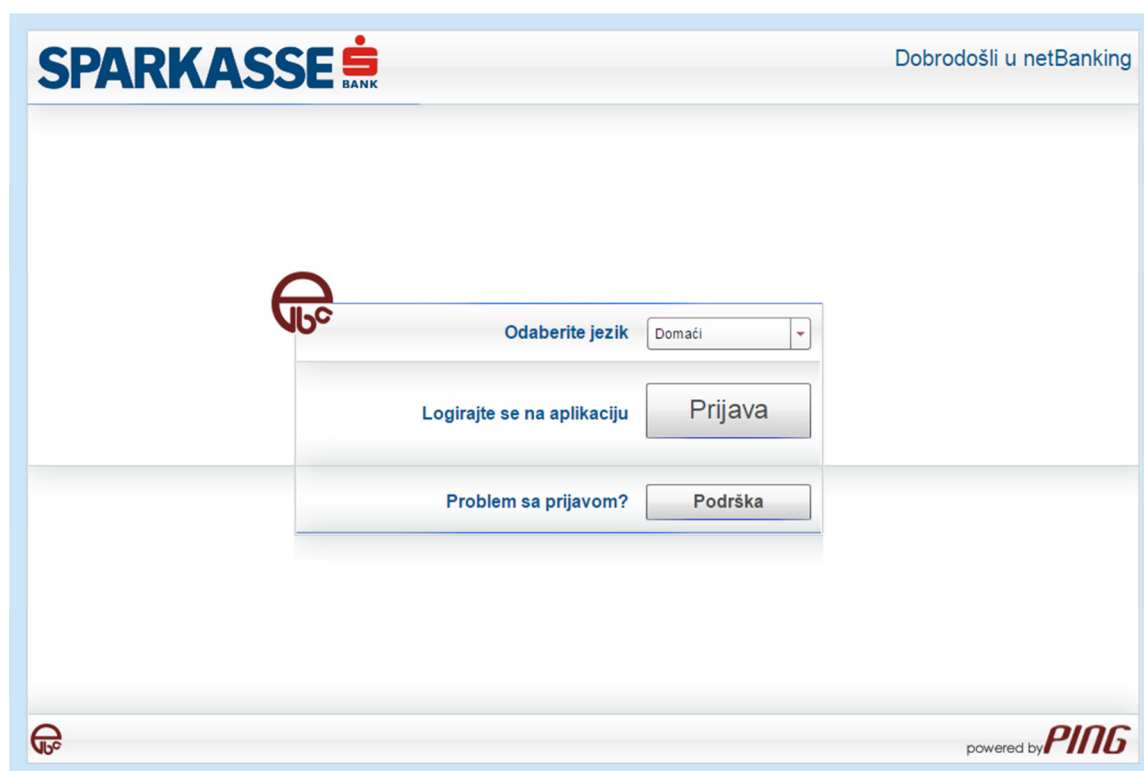 SPARKASSE S BANK
Dobrodošli u netBanking
Odaberite jezik Domaći
Logirajte se na aplikaciju Prijava
Problem sa prijavom? Podrška
powered by PING